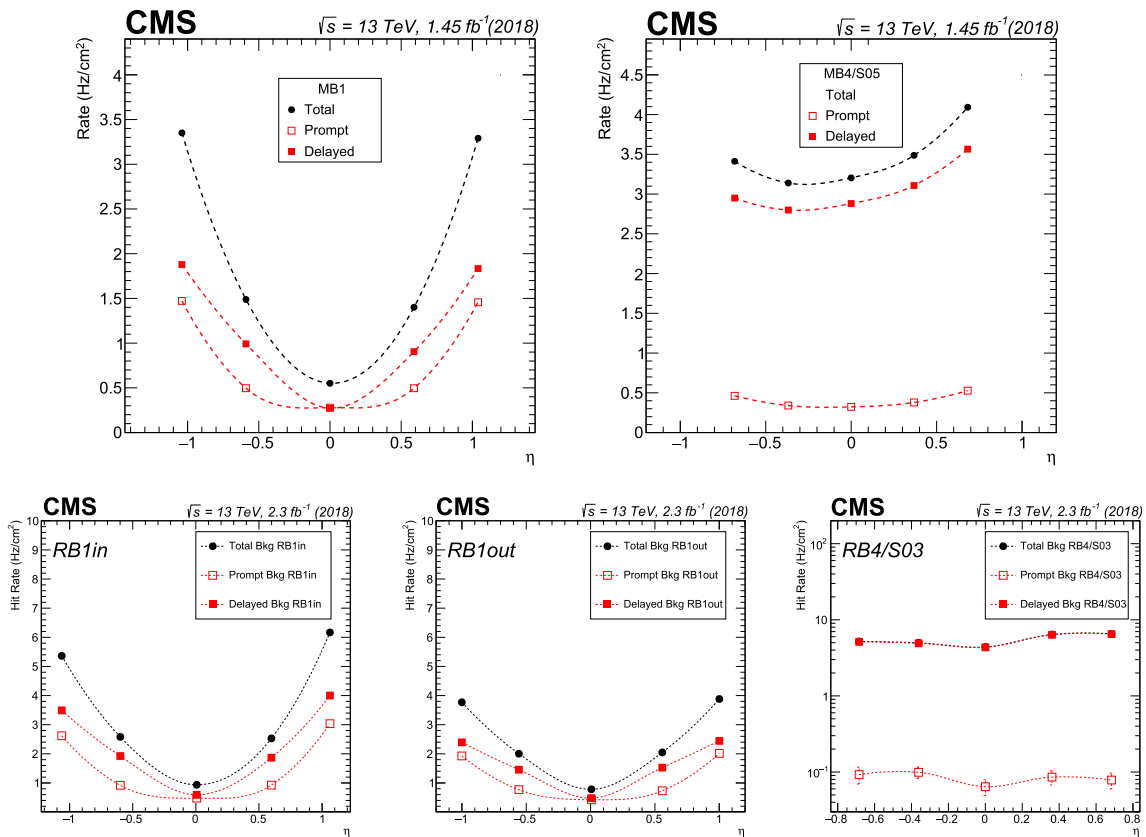 CMS
√s = 13 TeV, 1.45 fb⁻¹(2018)
Rate (Hz/cm²)
4
3.5
3
2.5
2
1.5
1
0.5
0
MB1
Total
Prompt
Delayed
−1
−0.5
0
0.5
1
η
CMS
√s = 13 TeV, 1.45 fb⁻¹(2018)
Rate (Hz/cm²)
4.5
4
3.5
3
2.5
2
1.5
1
0.5
0
MB4/S05
Total
Prompt
Delayed
−1
−0.5
0
0.5
1
η
CMS
√s = 13 TeV, 2.3 fb⁻¹ (2018)
Hit Rate (Hz/cm²)
10
9
8
7
6
5
4
3
2
1
RB1in
Total Bkg RB1in
Prompt Bkg RB1in
Delayed Bkg RB1in
−1
−0.5
0
0.5
1
η
CMS
√s = 13 TeV, 2.3 fb⁻¹ (2018)
Hit Rate (Hz/cm²)
10
9
8
7
6
5
4
3
2
1
RB1out
Total Bkg RB1out
Prompt Bkg RB1out
Delayed Bkg RB1out
−1
−0.5
0
0.5
1
η
CMS
√s = 13 TeV, 2.3 fb⁻¹ (2018)
Hit Rate (Hz/cm²)
10²
10
1
10⁻¹
RB4/S03
Total Bkg RB4/S03
Prompt Bkg RB4/S03
Delayed Bkg RB4/S03
−0.8
−0.6
−0.4
−0.2
0
0.2
0.4
0.6
0.8
η